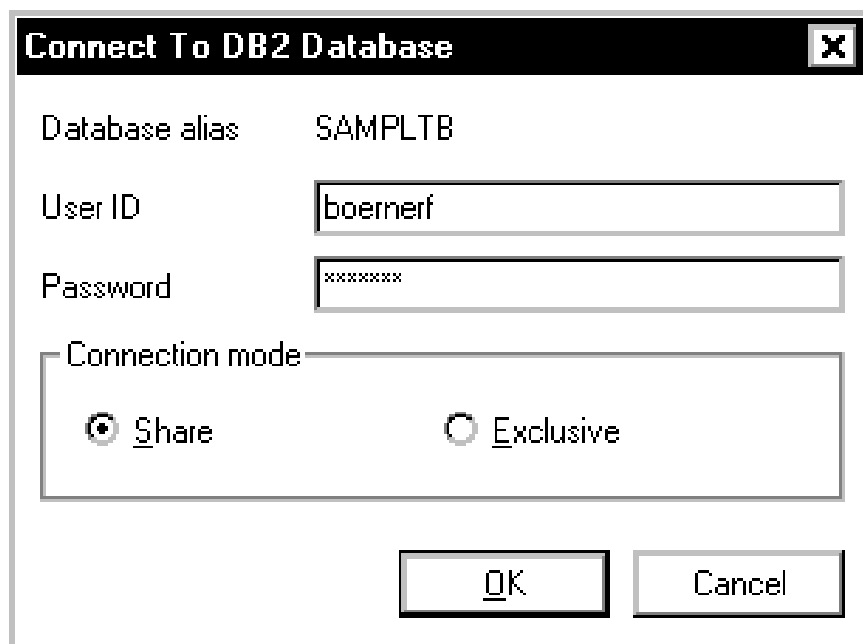 Connect To DB2 Database
Database alias SAMPLTB
User ID boernerf
Password *******
Connection mode
Share Exclusive
OK Cancel